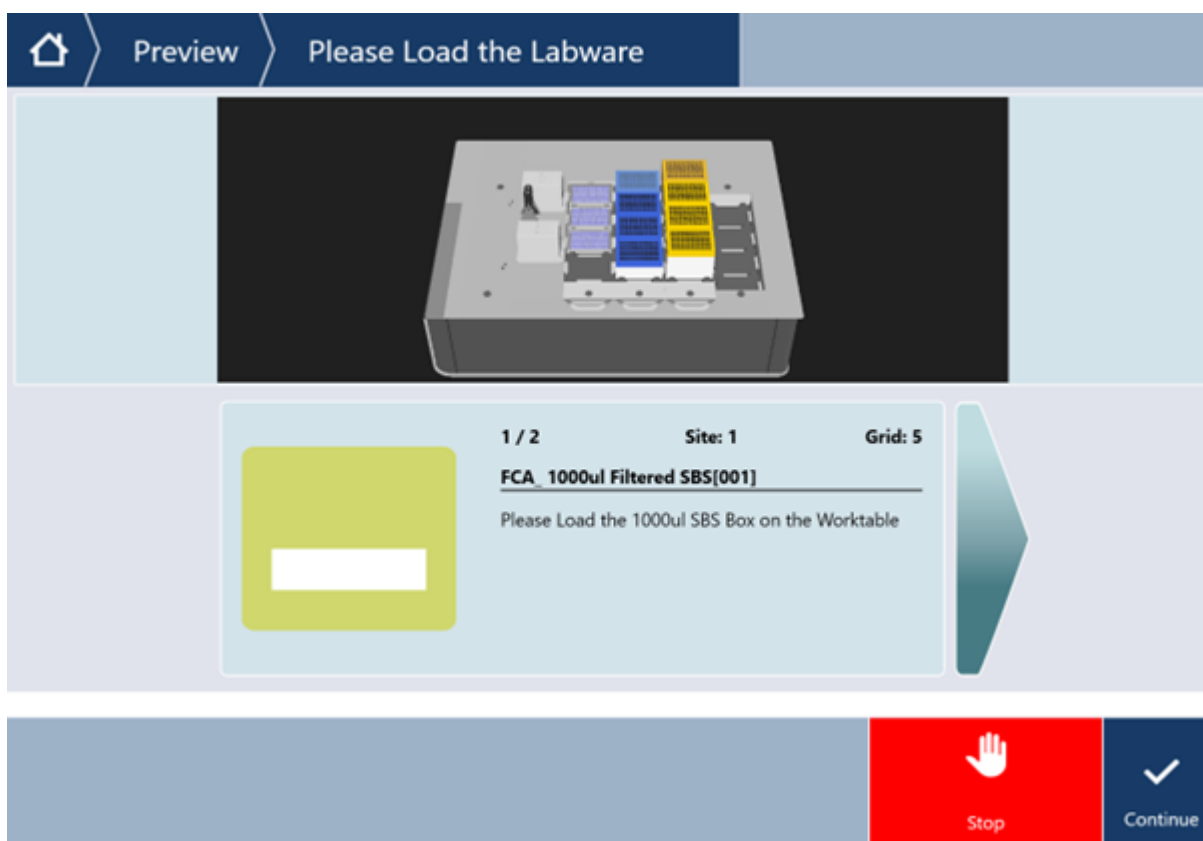 Preview
Please Load the Labware
1 / 2 Site: 1 Grid: 5
FCA_ 1000ul Filtered SBS[001]
Please Load the 1000ul SBS Box on the Worktable
Stop
Continue